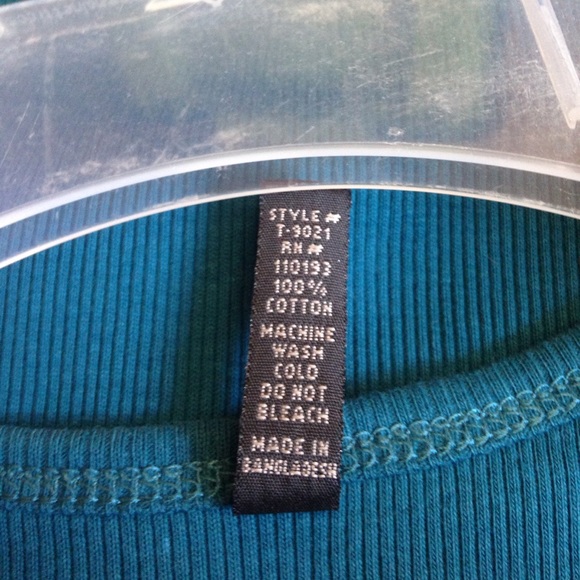 STYLE #
T-9021
RN #
110193
100%
COTTON
MACHINE
WASH
COLD
DO NOT
BLEACH
MADE IN
BANGLADESH